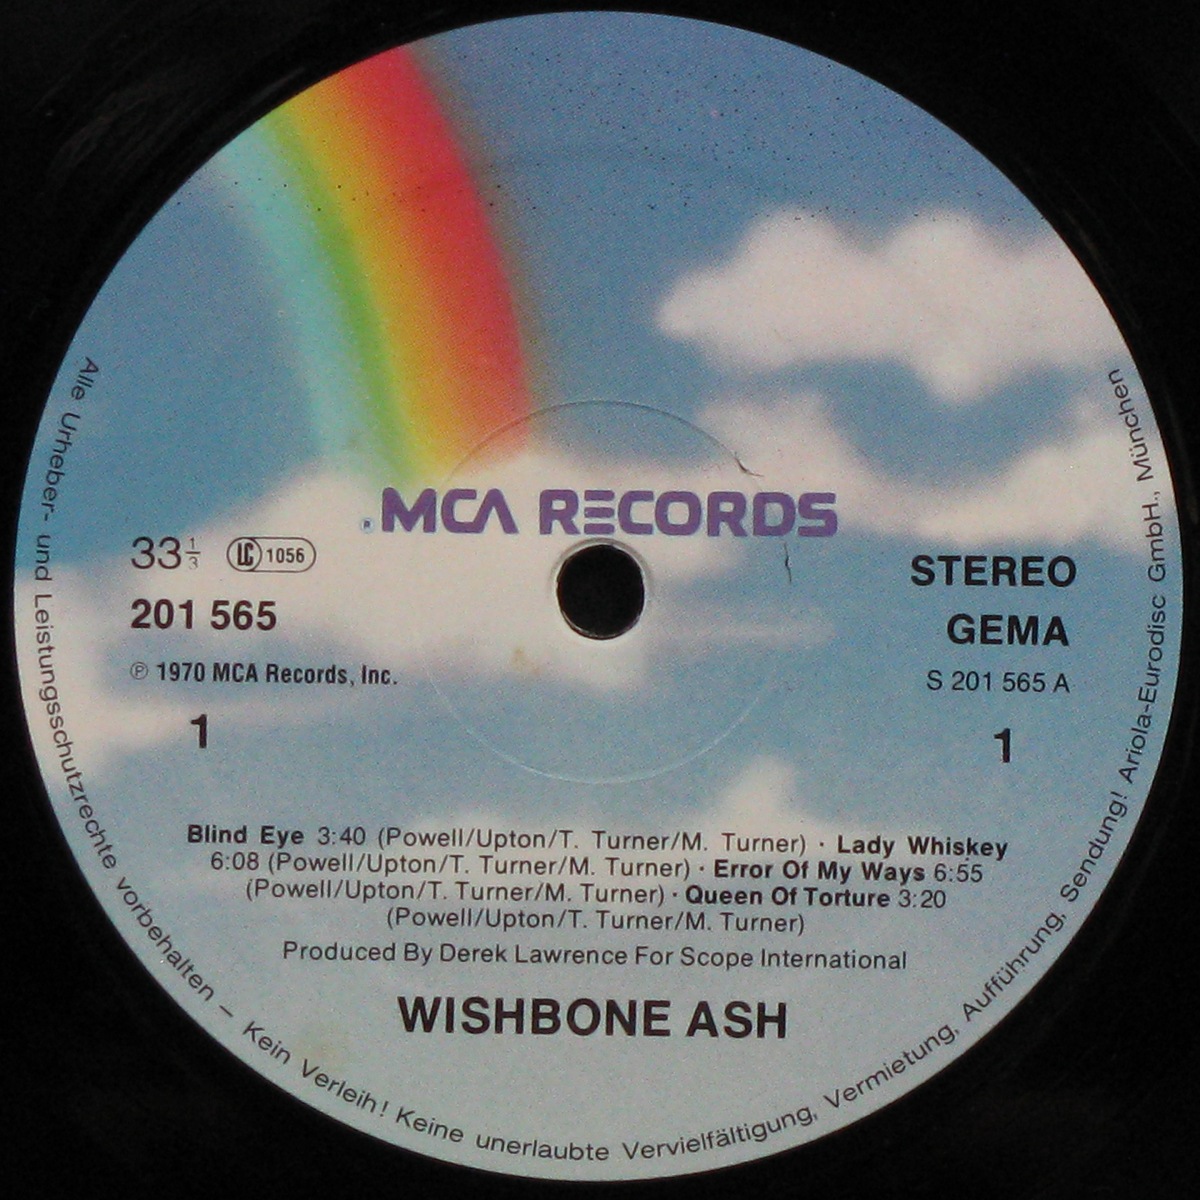 ® MCA RECORDS
33 1/3 LC 1056
STEREO
201 565
GEMA
℗ 1970 MCA Records, Inc.
S 201 565 A
1
1
Blind Eye 3:40 (Powell/Upton/T. Turner/M. Turner) · Lady Whiskey
6:08 (Powell/Upton/T. Turner/M. Turner) · Error Of My Ways 6:55
(Powell/Upton/T. Turner/M. Turner) · Queen Of Torture 3:20
(Powell/Upton/T. Turner/M. Turner)
Produced By Derek Lawrence For Scope International
WISHBONE ASH
Alle Urheber- und Leistungsschutzrechte vorbehalten – Kein Verleih! Keine unerlaubte Vervielfältigung, Vermietung, Aufführung, Sendung! Ariola-Eurodisc GmbH., München